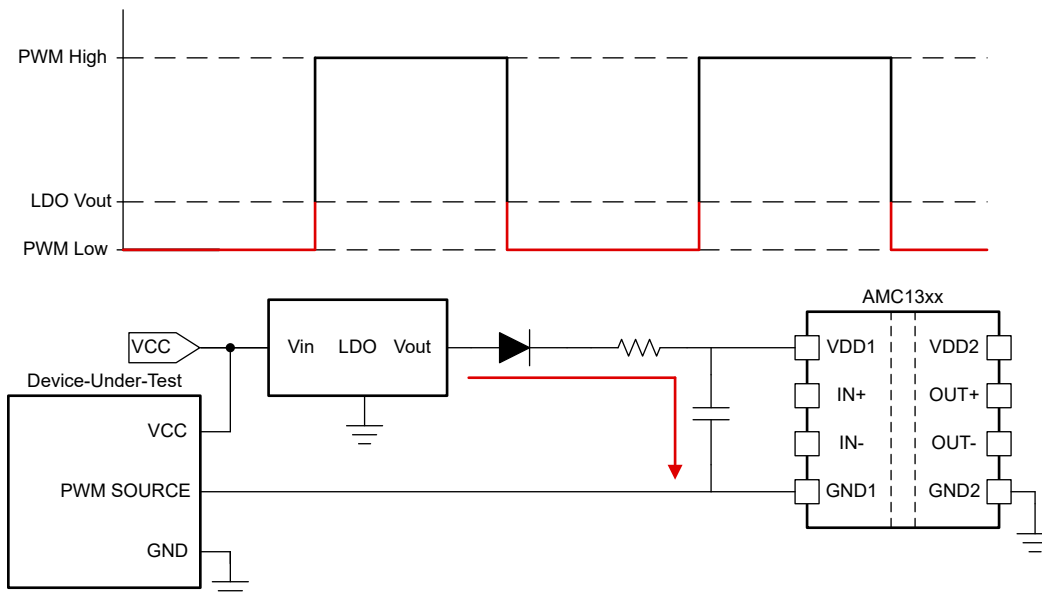 PWM High
LDO Vout
PWM Low
AMC13xx
VCC
Vin LDO Vout
VDD1 VDD2
Device-Under-Test
IN+ OUT+
VCC
IN- OUT-
PWM SOURCE
GND1 GND2
GND